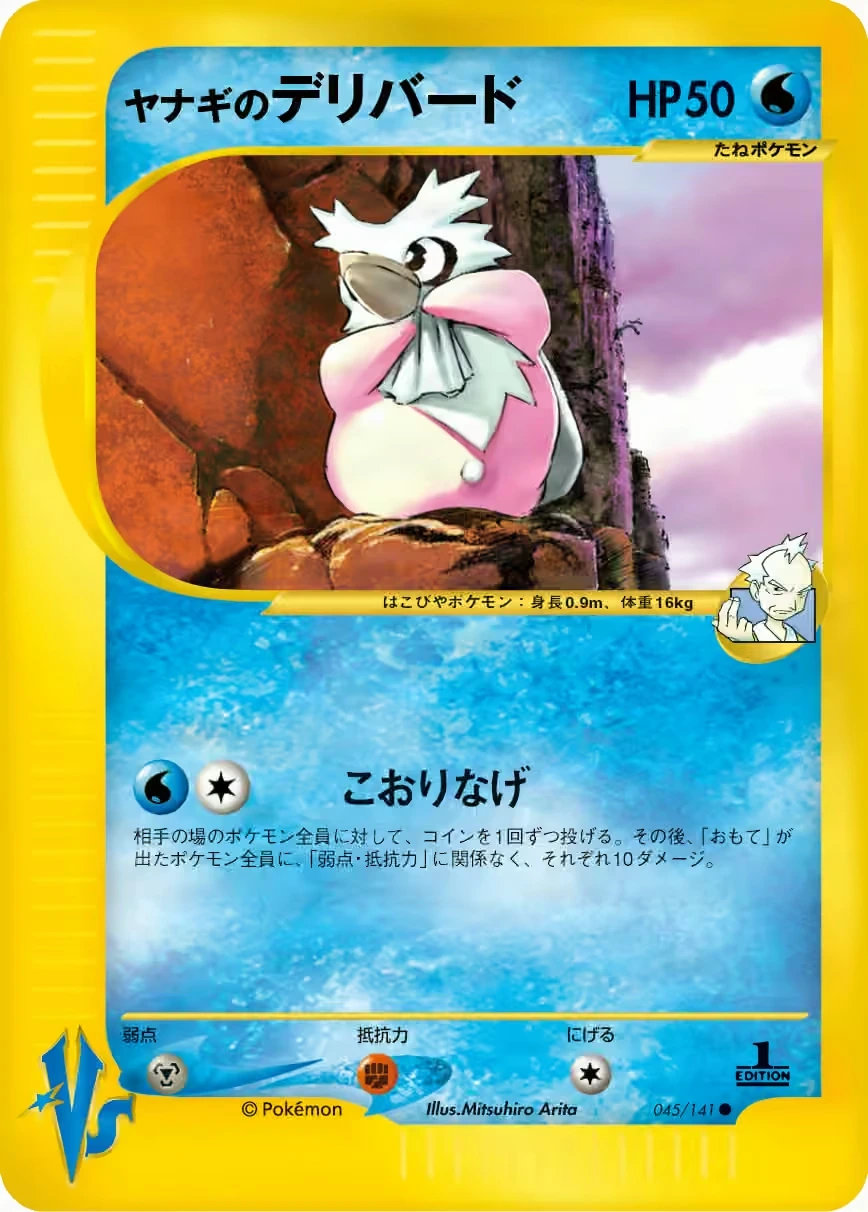 ヤナギのデリバード HP50
たねポケモン
はこびやポケモン：身長0.9m、体重16kg
こおりなげ
相手の場のポケモン全員に対して、コインを1回ずつ投げる。その後、「おもて」が
出たポケモン全員に、「弱点・抵抗力」に関係なく、それぞれ10ダメージ。
弱点 抵抗力 にげる
1
EDITION
VS
© Pokémon Illus.Mitsuhiro Arita 045/141